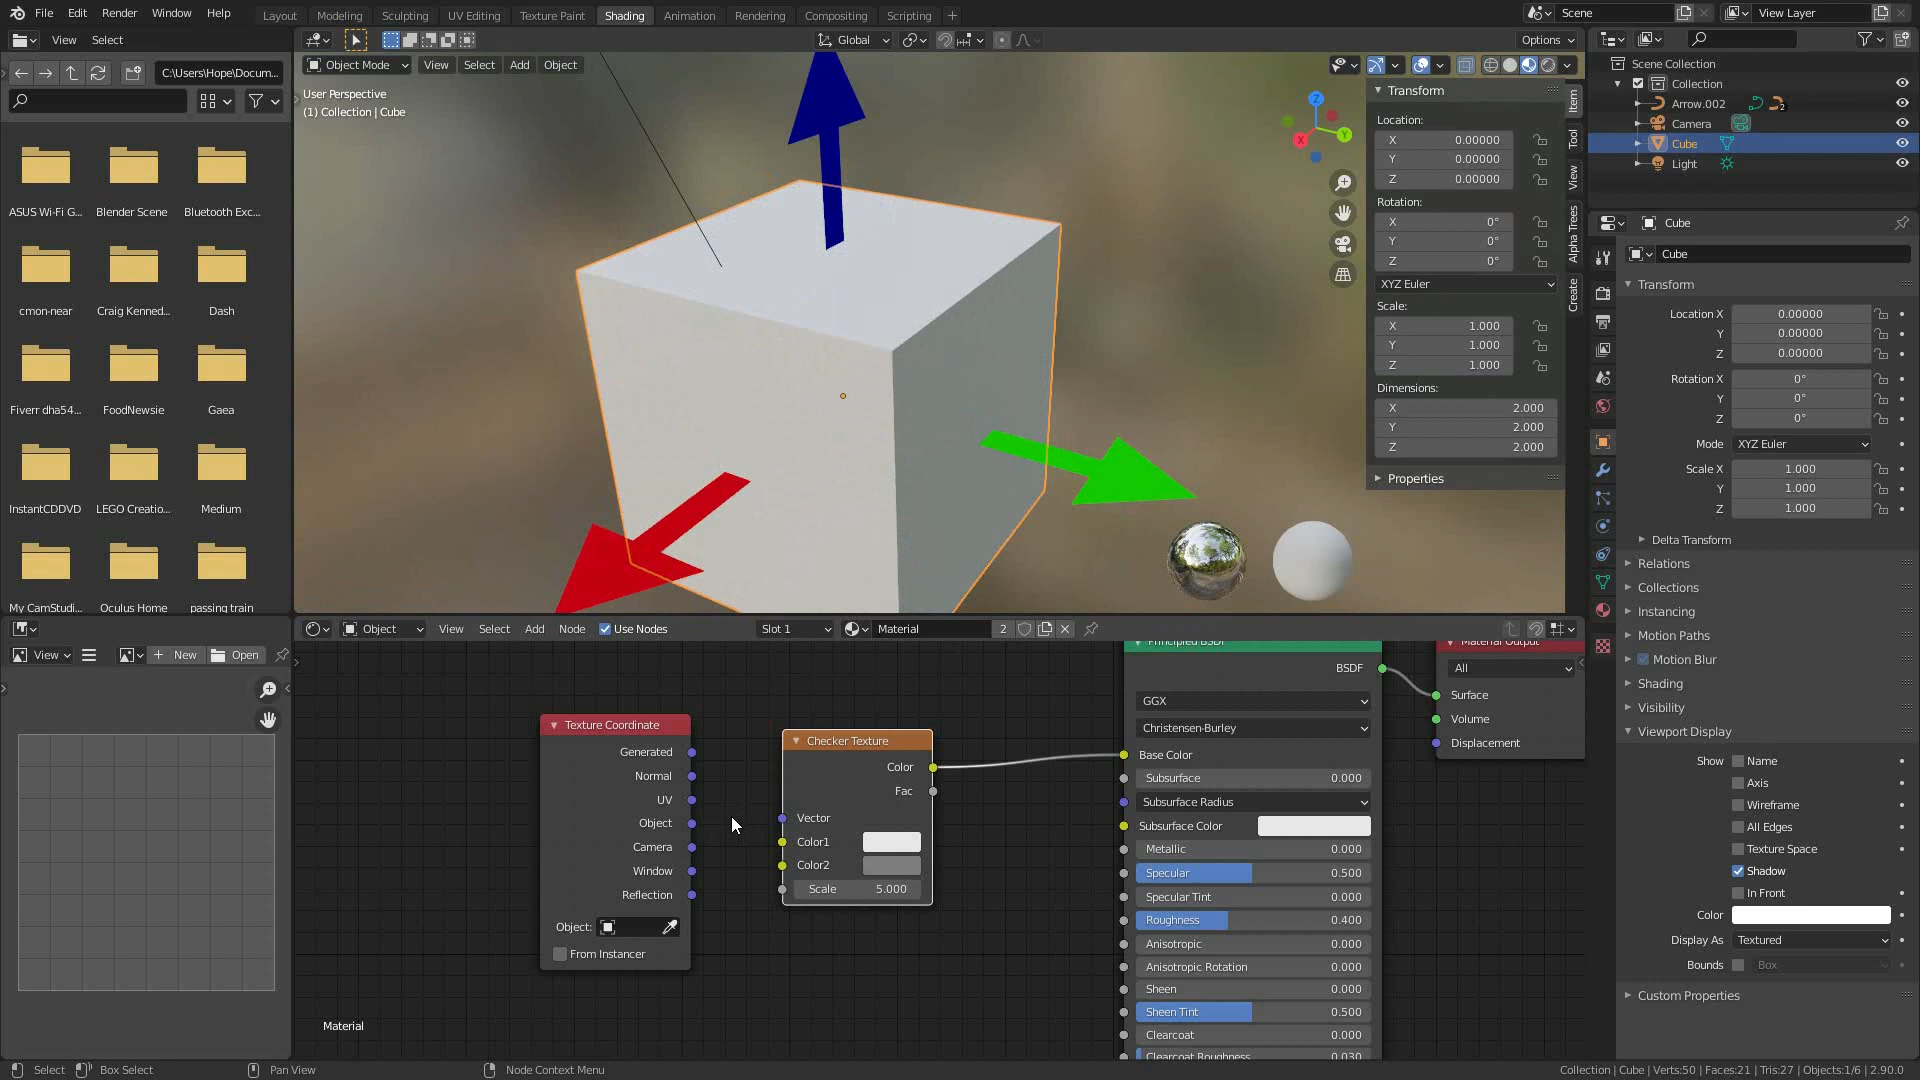 File Edit Render Window Help Layout Modeling Sculpting UV Editing Texture Paint Shading Animation Rendering Compositing Scripting + Scene View Layer
View Select Global Options
C:\Users\Hope\Docum...
Object Mode View Select Add Object
User Perspective
(1) Collection | Cube
ASUS Wi-Fi G... Blender Scene Bluetooth Exc...
cmon-near Craig Kenned... Dash
Fiverr dha54... FoodNewsie Gaea
InstantCDDVD LEGO Creatio... Medium
My CamStudi... Oculus Home passing train
Z
Y
X
Transform
Location:
X 0.00000
Y 0.00000
Z 0.00000
Rotation:
X 0°
Y 0°
Z 0°
XYZ Euler
Scale:
X 1.000
Y 1.000
Z 1.000
Dimensions:
X 2.000
Y 2.000
Z 2.000
Properties
Item
Tool
View
Alpha Trees
Create
Scene Collection
Collection
Arrow.002 2
Camera
Cube
Light
Cube
Cube
Transform
Location X 0.00000
Y 0.00000
Z 0.00000
Rotation X 0°
Y 0°
Z 0°
Mode XYZ Euler
Scale X 1.000
Y 1.000
Z 1.000
Delta Transform
Relations
Collections
Instancing
Motion Paths
Motion Blur
Shading
Visibility
Viewport Display
Show Name
Axis
Wireframe
All Edges
Texture Space
Shadow
In Front
Color
Display As Textured
Bounds Box
Custom Properties
View New Open
Object View Select Add Node Use Nodes Slot 1 Material 2
Texture Coordinate
Generated
Normal
UV
Object
Camera
Window
Reflection
Object:
From Instancer
Checker Texture
Color
Fac
Vector
Color1
Color2
Scale 5.000
Principled BSDF
BSDF
GGX
Christensen-Burley
Base Color
Subsurface 0.000
Subsurface Radius
Subsurface Color
Metallic 0.000
Specular 0.500
Specular Tint 0.000
Roughness 0.400
Anisotropic 0.000
Anisotropic Rotation 0.000
Sheen 0.000
Sheen Tint 0.500
Clearcoat 0.000
Clearcoat Roughness 0.030
Material Output
All
Surface
Volume
Displacement
Material
Select Box Select Pan View Node Context Menu Collection | Cube | Verts:50 | Faces:21 | Tris:27 | Objects:1/6 | 2.90.0